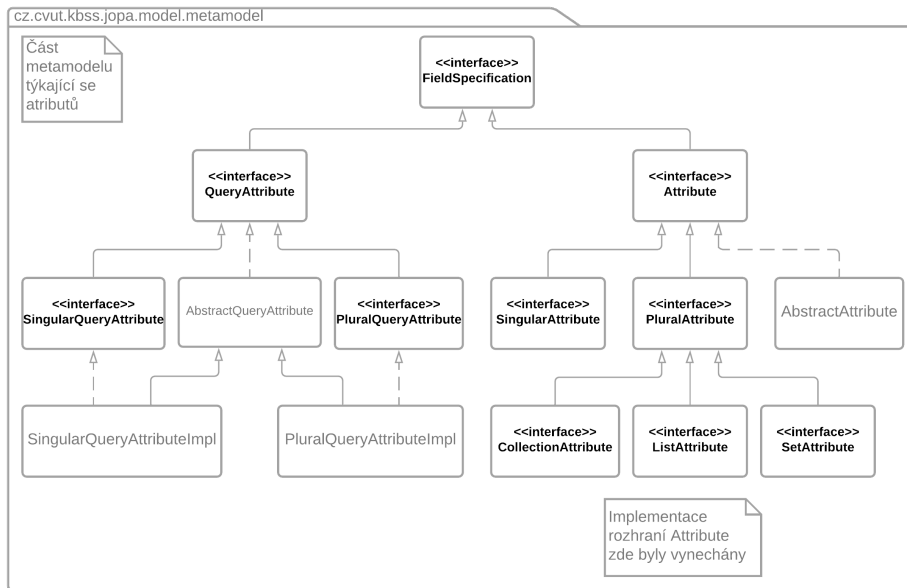 cz.cvut.kbss.jopa.model.metamodel
Část
metamodelu
týkající se
atributů
<<interface>>
FieldSpecification
<<interface>>
QueryAttribute
<<interface>>
Attribute
<<interface>>
SingularQueryAttribute
AbstractQueryAttribute
<<interface>>
PluralQueryAttribute
<<interface>>
SingularAttribute
<<interface>>
PluralAttribute
AbstractAttribute
SingularQueryAttributeImpl
PluralQueryAttributeImpl
<<interface>>
CollectionAttribute
<<interface>>
ListAttribute
<<interface>>
SetAttribute
Implementace
rozhraní Attribute
zde byly vynechány